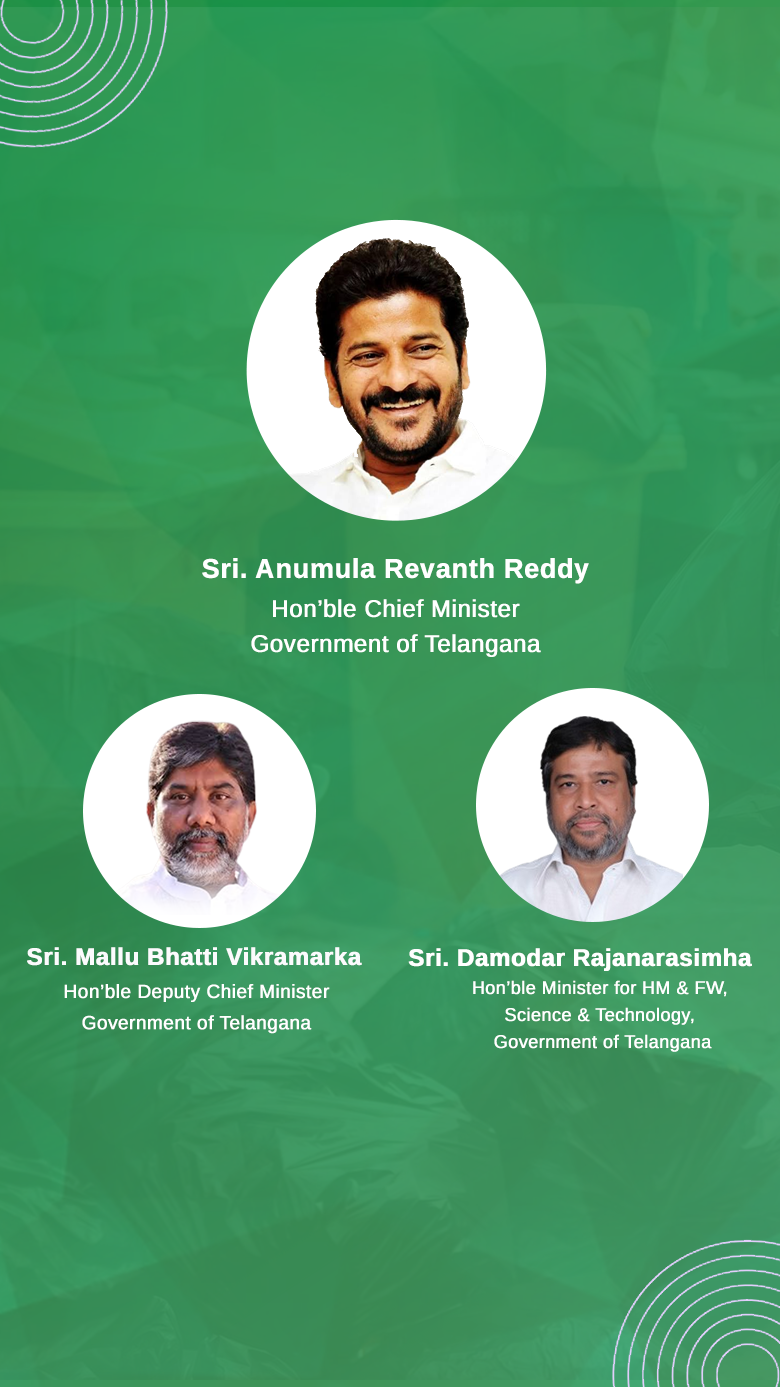 Sri. Anumula Revanth Reddy
Hon’ble Chief Minister
Government of Telangana
Sri. Mallu Bhatti Vikramarka
Hon’ble Deputy Chief Minister
Government of Telangana
Sri. Damodar Rajanarasimha
Hon’ble Minister for HM & FW,
Science & Technology,
Government of Telangana